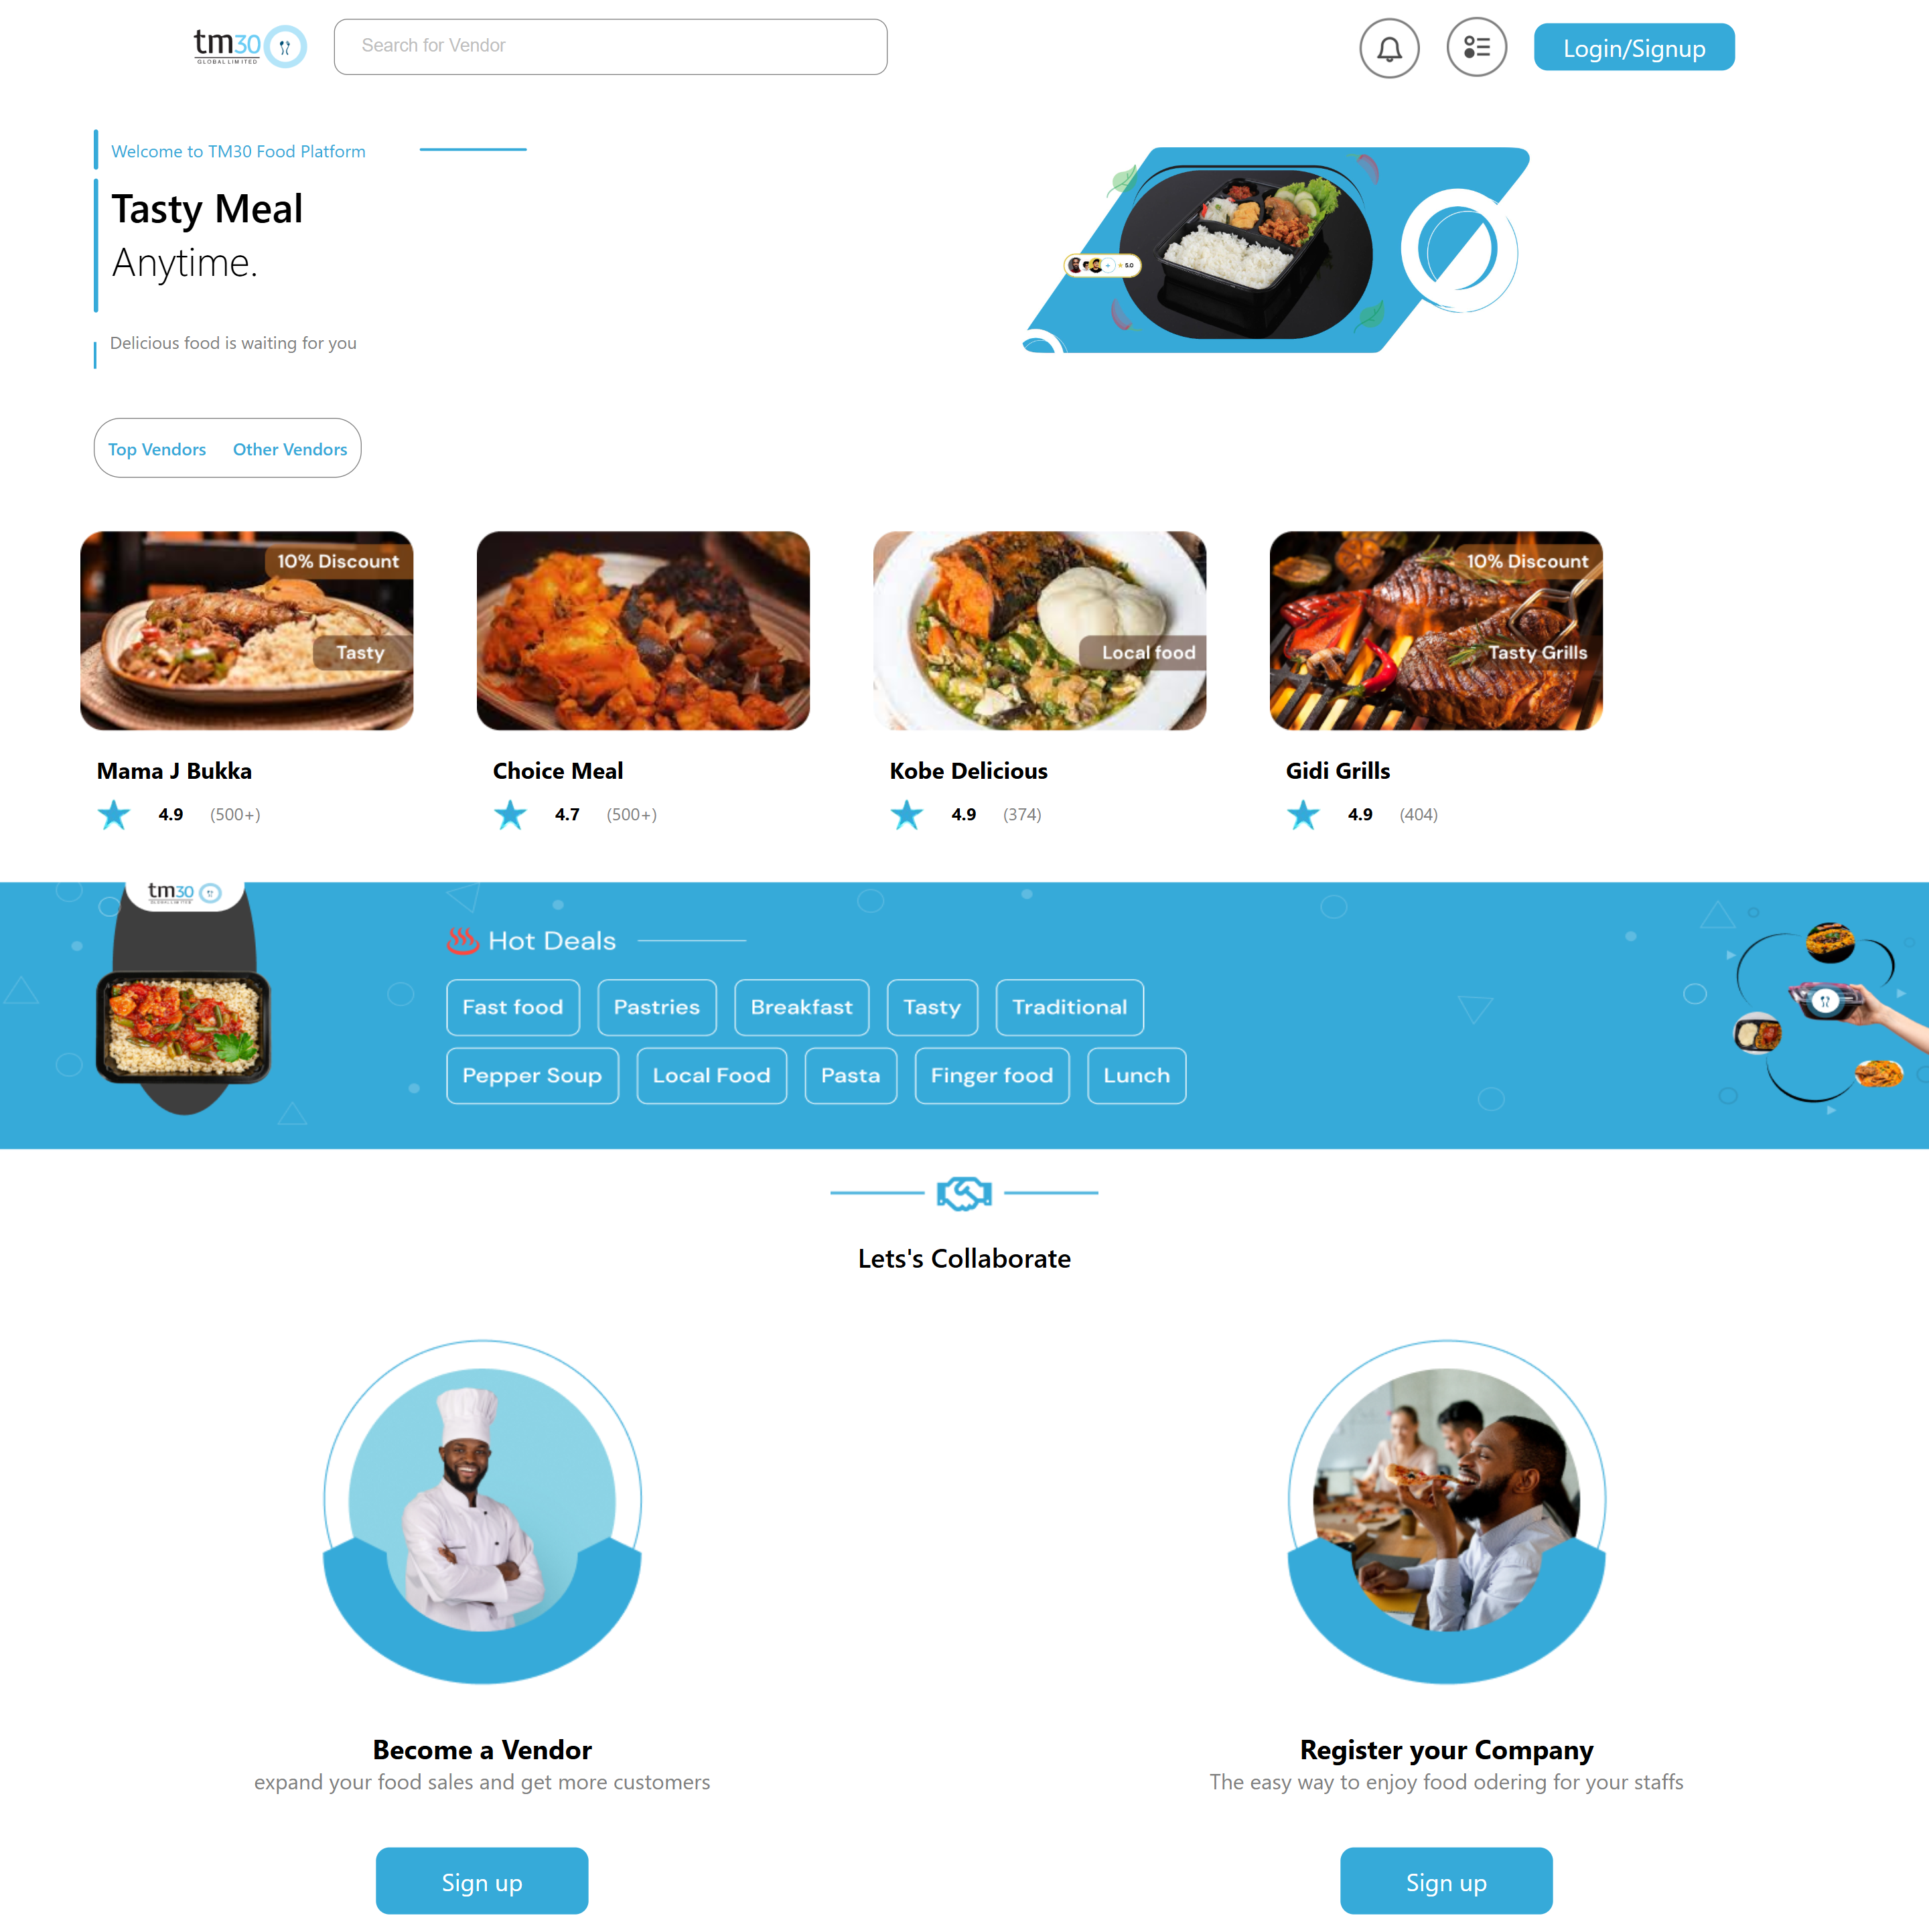 tm30
GLOBAL LIMITED
Search for Vendor
Login/Signup
Welcome to TM30 Food Platform
Tasty Meal
Anytime.
Delicious food is waiting for you
5.0
Top Vendors Other Vendors
10% Discount
Tasty
Local food
10% Discount
Tasty Grills
Mama J Bukka
4.9 (500+)
Choice Meal
4.7 (500+)
Kobe Delicious
4.9 (374)
Gidi Grills
4.9 (404)
tm30
GLOBAL LIMITED
Hot Deals
Fast food Pastries Breakfast Tasty Traditional
Pepper Soup Local Food Pasta Finger food Lunch
Lets's Collaborate
Become a Vendor
expand your food sales and get more customers
Sign up
Register your Company
The easy way to enjoy food odering for your staffs
Sign up